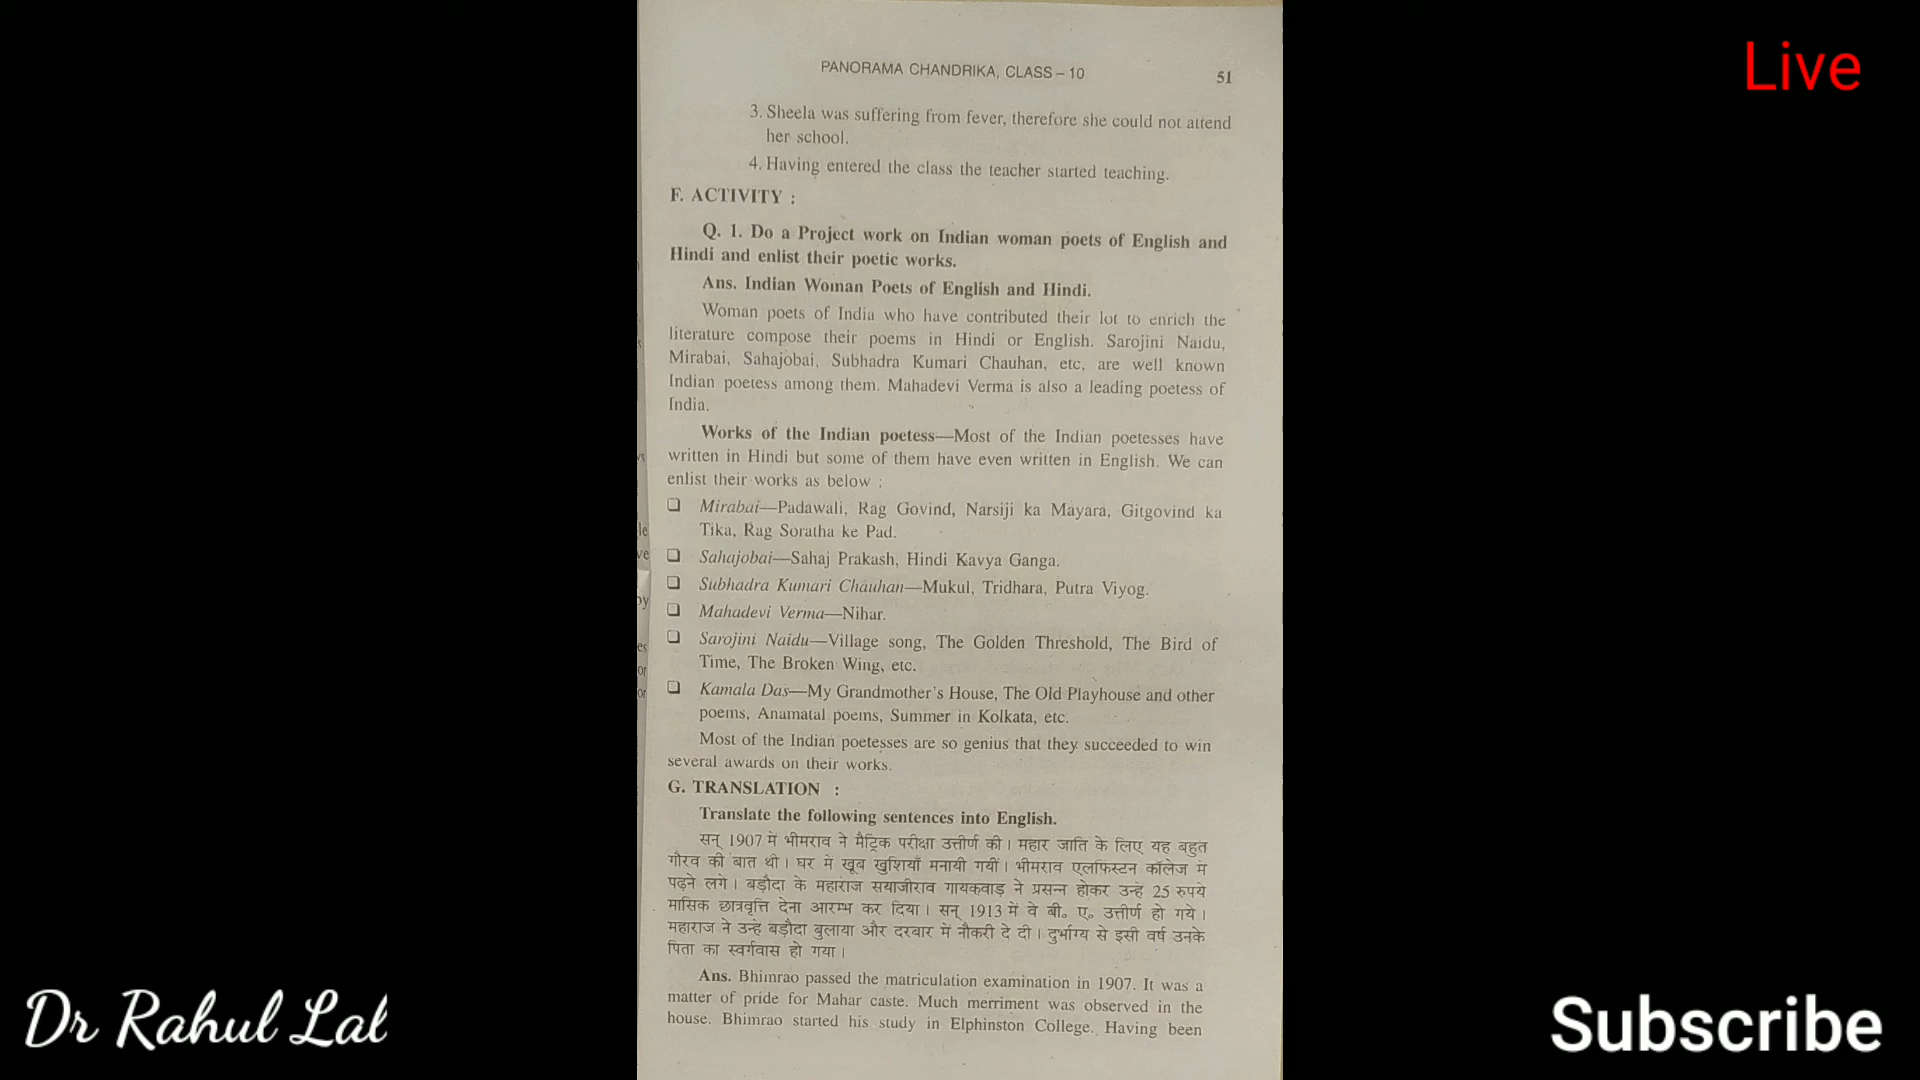 PANORAMA CHANDRIKA, CLASS – 10
51
Live
3. Sheela was suffering from fever, therefore she could not attend
her school.
4. Having entered the class the teacher started teaching.
F. ACTIVITY :
Q. 1. Do a Project work on Indian woman poets of English and
Hindi and enlist their poetic works.
Ans. Indian Woman Poets of English and Hindi.
Woman poets of India who have contributed their lot to enrich the
literature compose their poems in Hindi or English. Sarojini Naidu,
Mirabai, Sahajobai, Subhadra Kumari Chauhan, etc, are well known
Indian poetess among them. Mahadevi Verma is also a leading poetess of
India.
Works of the Indian poetess—Most of the Indian poetesses have
written in Hindi but some of them have even written in English. We can
enlist their works as below :
❑ Mirabai—Padawali, Rag Govind, Narsiji ka Mayara, Gitgovind ka
Tika, Rag Soratha ke Pad.
❑ Sahajobai—Sahaj Prakash, Hindi Kavya Ganga.
❑ Subhadra Kumari Chauhan—Mukul, Tridhara, Putra Viyog.
❑ Mahadevi Verma—Nihar.
❑ Sarojini Naidu—Village song, The Golden Threshold, The Bird of
Time, The Broken Wing, etc.
❑ Kamala Das—My Grandmother's House, The Old Playhouse and other
poems, Anamatal poems, Summer in Kolkata, etc.
Most of the Indian poetesses are so genius that they succeeded to win
several awards on their works.
G. TRANSLATION :
Translate the following sentences into English.
सन् 1907 में भीमराव ने मैट्रिक परीक्षा उत्तीर्ण की। महार जाति के लिए यह बहुत
गौरव की बात थी। घर में खूब खुशियाँ मनायी गयीं। भीमराव एलफिंस्टन कॉलेज में
पढ़ने लगे। बड़ौदा के महाराज सयाजीराव गायकवाड़ ने प्रसन्न होकर उन्हें 25 रुपये
मासिक छात्रवृत्ति देना आरम्भ कर दिया। सन् 1913 में वे बी० ए० उत्तीर्ण हो गये।
महाराज ने उन्हें बड़ौदा बुलाया और दरबार में नौकरी दे दी। दुर्भाग्य से इसी वर्ष उनके
पिता का स्वर्गवास हो गया।
Ans. Bhimrao passed the matriculation examination in 1907. It was a
matter of pride for Mahar caste. Much merriment was observed in the
house. Bhimrao started his study in Elphinston College. Having been
Dr Rahul Lal
Subscribe